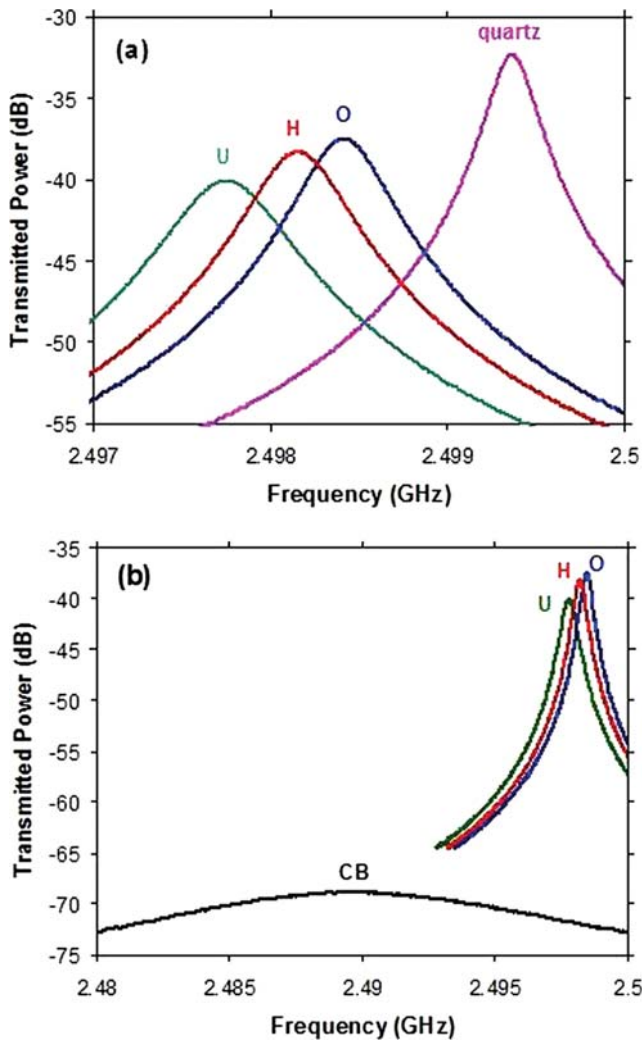 (a)
quartz
U
H
O
-30
-35
-40
-45
-50
-55
Transmitted Power (dB)
2.497
2.498
2.499
2.5
Frequency (GHz)
(b)
H
O
U
CB
-35
-40
-45
-50
-55
-60
-65
-70
-75
Transmitted Power (dB)
2.48
2.485
2.49
2.495
2.5
Frequency (GHz)